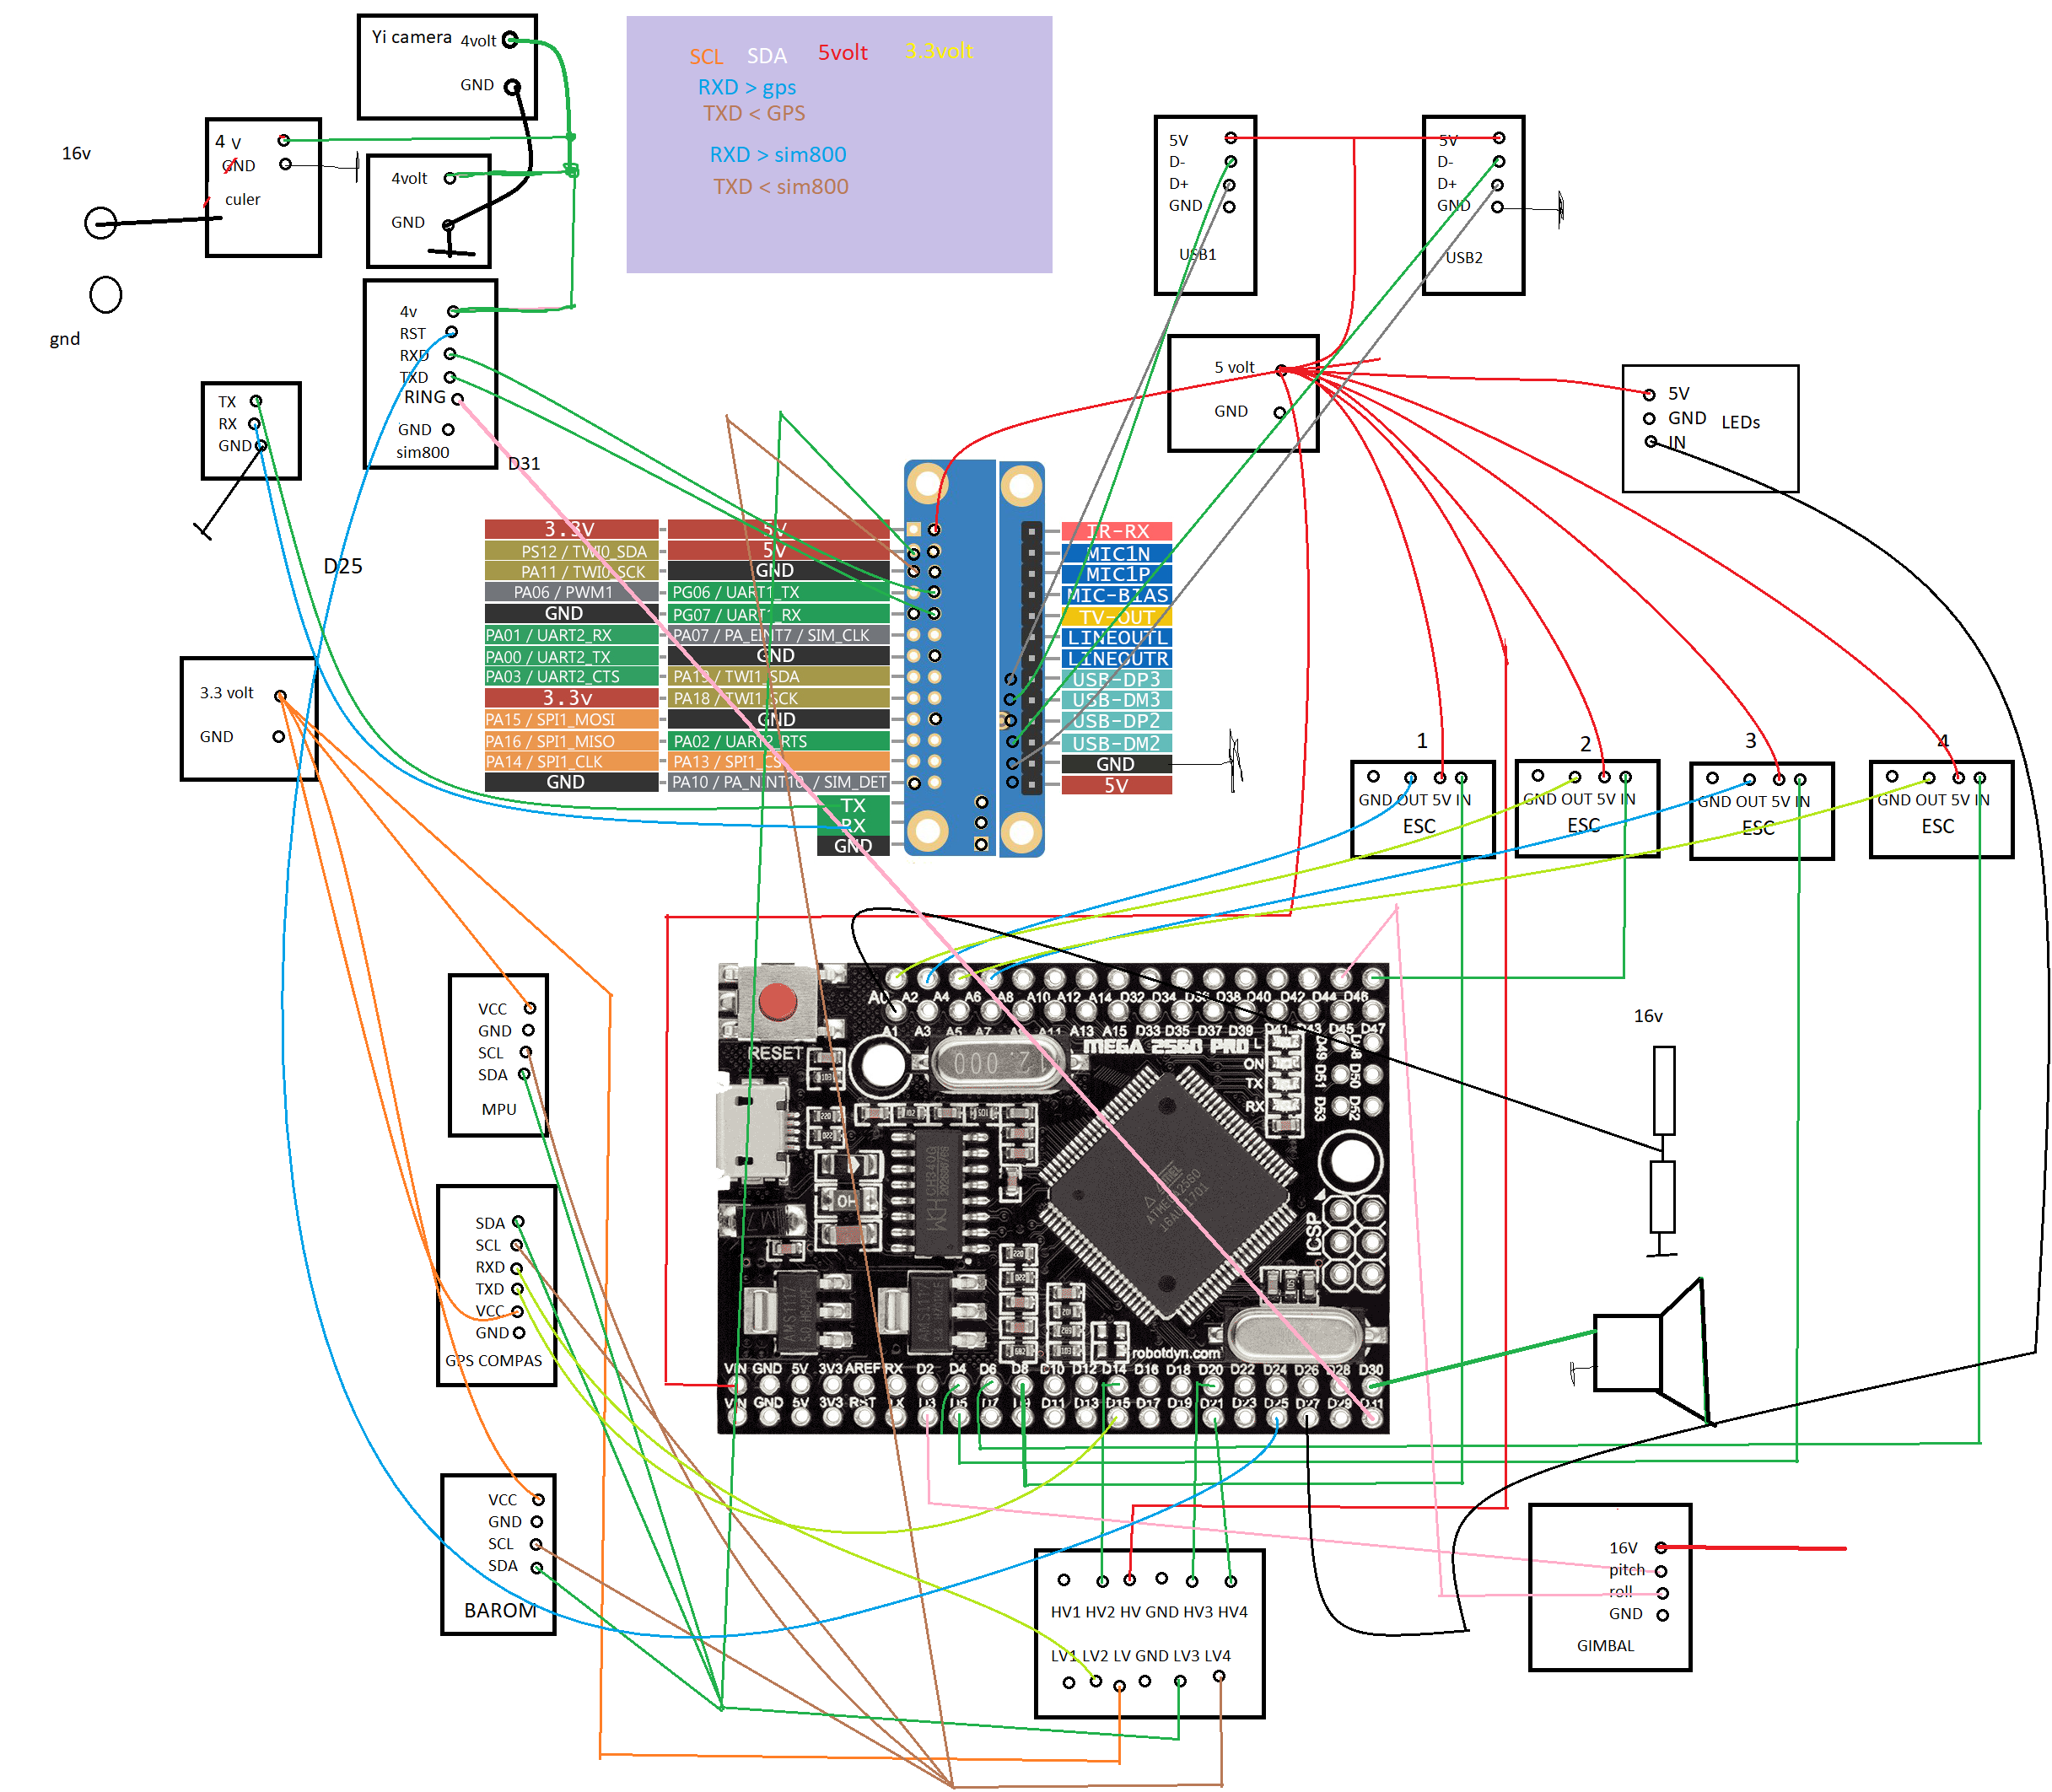 Yi camera 4volt
GND
SCL SDA 5volt 3.3volt
RXD > gps
TXD < GPS
RXD > sim800
TXD < sim800
16v
4 V
GND
culer
gnd
4volt
GND
4v
RST
RXD
TXD
RING
GND
sim800
D31
TX
RX
GND
D25
5V
D-
D+
GND
USB1
5V
D-
D+
GND
USB2
5 volt
GND
5V
GND LEDs
IN
3.3V 5V
PS12 / TWI0_SDA 5V
PA11 / TWI0_SCK GND
PA06 / PWM1 PG06 / UART1_TX
GND PG07 / UART1_RX
PA01 / UART2_RX PA07 / PA_EINT7 / SIM_CLK
PA00 / UART2_TX GND
PA03 / UART2_CTS PA19 / TWI1_SDA
3.3v PA18 / TWI1_SCK
PA15 / SPI1_MOSI GND
PA16 / SPI1_MISO PA02 / UART2_RTS
PA14 / SPI1_CLK PA13 / SPI1_CS
GND PA10 / PA_NINT10 / SIM_DET
TX
RX
GND
IR-RX
MIC1N
MIC1P
MIC-BIAS
TV-OUT
LINEOUTL
LINEOUTR
USB-DP3
USB-DM3
USB-DP2
USB-DM2
GND
5V
3.3 volt
GND
1
GND OUT 5V IN
ESC
2
GND OUT 5V IN
ESC
3
GND OUT 5V IN
ESC
4
GND OUT 5V IN
ESC
VCC
GND
SCL
SDA
MPU
SDA
SCL
RXD
TXD
VCC
GND
GPS COMPAS
VCC
GND
SCL
SDA
BAROM
A0 A2 A4 A6 A8 A10 A12 A14 D32 D34 D36 D38 D40 D42 D44 D46
A1 A3 A5 A7 A11 A13 A15 D33 D35 D37 D39 D41 D43 D45 D47
RESET
MEGA 2560 PRO
L
ON
TX
RX
D49 D48
D51 D50
D53 D52
12.000
CH340G
ATMEL
ATMEGA2560
16AU 1701
ICSP
robotdyn.com
VIN GND 5V 3V3 AREF RX D2 D4 D6 D8 D10 D12 D14 D16 D18 D20 D22 D24 D26 D28 D30
VIN GND 5V 3V3 RST TX D3 D5 D7 D9 D11 D13 D15 D17 D19 D21 D23 D25 D27 D29 D31
16v
HV1 HV2 HV GND HV3 HV4
LV1 LV2 LV GND LV3 LV4
16V
pitch
roll
GND
GIMBAL